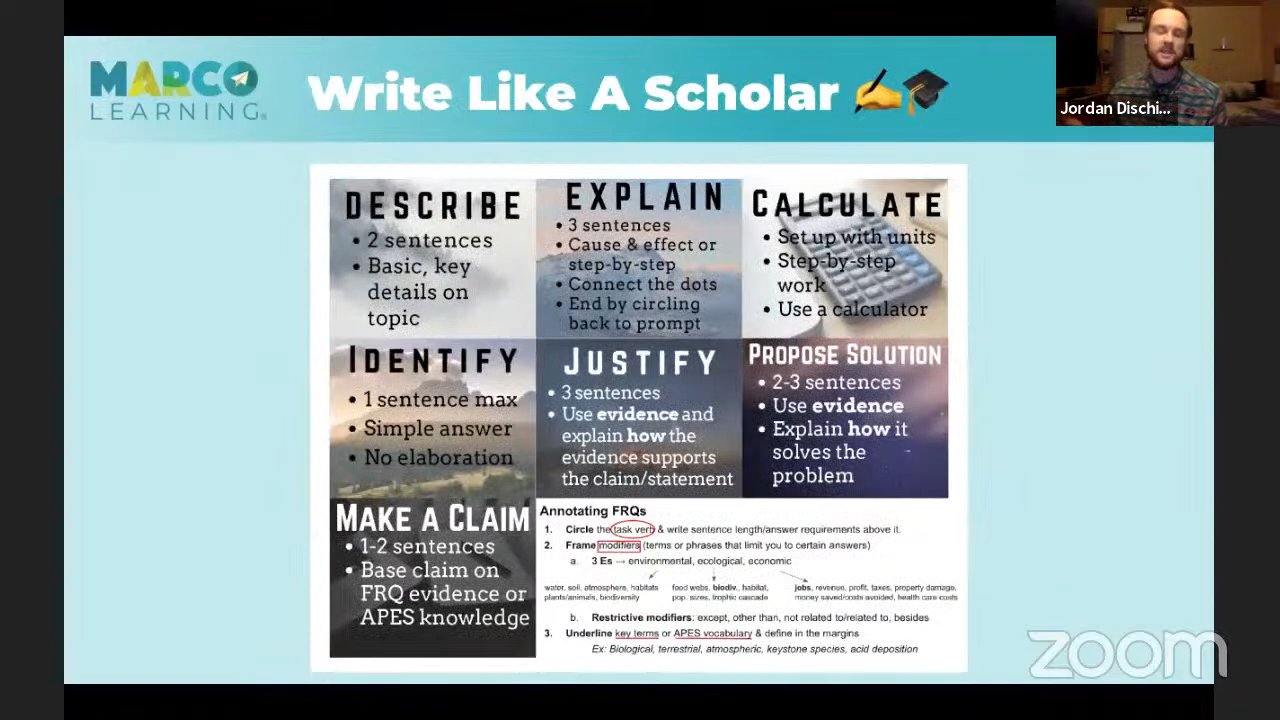 MARCO
LEARNING®
Write Like A Scholar
Jordan Dischi...
DESCRIBE
• 2 sentences
• Basic, key
details on
topic
EXPLAIN
• 3 sentences
• Cause & effect or
step-by-step
• Connect the dots
• End by circling
back to prompt
CALCULATE
• Set up with units
• Step-by-step
work
• Use a calculator
IDENTIFY
• 1 sentence max
• Simple answer
• No elaboration
JUSTIFY
• 3 sentences
• Use evidence and
explain how the
evidence supports
the claim/statement
PROPOSE SOLUTION
• 2-3 sentences
• Use evidence
• Explain how it
solves the
problem
MAKE A CLAIM
• 1-2 sentences
• Base claim on
FRQ evidence or
APES knowledge
Annotating FRQs
1. Circle the task verb & write sentence length/answer requirements above it.
2. Frame modifiers (terms or phrases that limit you to certain answers)
a. 3 Es → environmental, ecological, economic
water, soil, atmosphere, habitats
plants/animals, biodiversity
food webs, biodiv., habitat,
pop. sizes, trophic cascade
jobs, revenue, profit, taxes, property damage,
money saved/costs avoided, health care costs
b. Restrictive modifiers: except, other than, not related to/related to, besides
3. Underline key terms or APES vocabulary & define in the margins
Ex: Biological, terrestrial, atmospheric, keystone species, acid deposition
zoom